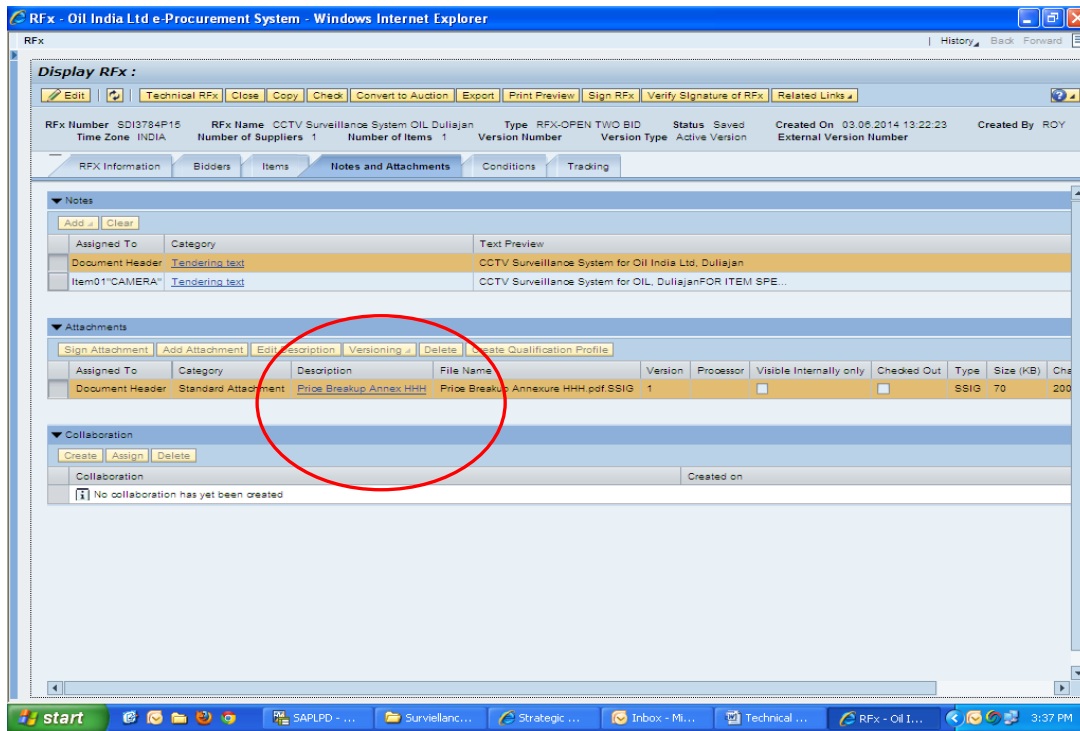 RFx - Oil India Ltd e-Procurement System - Windows Internet Explorer
RFx | History Back Forward
Display RFx :
Edit | Technical RFx Close Copy Check Convert to Auction Export Print Preview Sign RFx Verify Signature of RFx Related Links
RFx Number SDI3784P15 RFx Name CCTV Surveillance System OIL Duliajan Type RFX-OPEN TWO BID Status Saved Created On 03.06.2014 13:22:23 Created By ROY
Time Zone INDIA Number of Suppliers 1 Number of Items 1 Version Number Version Type Active Version External Version Number
RFX Information Bidders Items Notes and Attachments Conditions Tracking
Notes
Add Clear
Assigned To Category Text Preview
Document Header Tendering text CCTV Surveillance System for Oil India Ltd, Duliajan
Item01"CAMERA" Tendering text CCTV Surveillance System for OIL, DuliajanFOR ITEM SPE...
Attachments
Sign Attachment Add Attachment Edit Description Versioning Delete Create Qualification Profile
Assigned To Category Description File Name Version Processor Visible Internally only Checked Out Type Size (KB) Cha
Document Header Standard Attachment Price Breakup Annex HHH Price Breakup Annexure HHH.pdf.SSIG 1 SSIG 70 200
Collaboration
Create Assign Delete
Collaboration Created on
No collaboration has yet been created
start SAPLPD - ... Surviellanc... Strategic ... Inbox - Mi... Technical ... RFx - Oil I... 3:37 PM